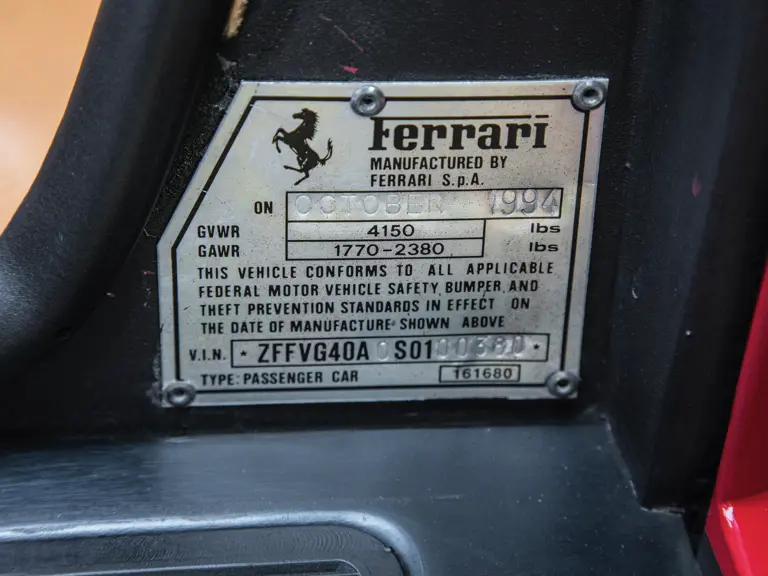 Ferrari
MANUFACTURED BY
FERRARI S.p.A.
ON OCTOBER 1994
GVWR 4150 lbs
GAWR 1770-2380 lbs
THIS VEHICLE CONFORMS TO ALL APPLICABLE
FEDERAL MOTOR VEHICLE SAFETY, BUMPER, AND
THEFT PREVENTION STANDARDS IN EFFECT ON
THE DATE OF MANUFACTURE SHOWN ABOVE
V.I.N. * ZFFVG40A0S0100380 *
TYPE: PASSENGER CAR 161680